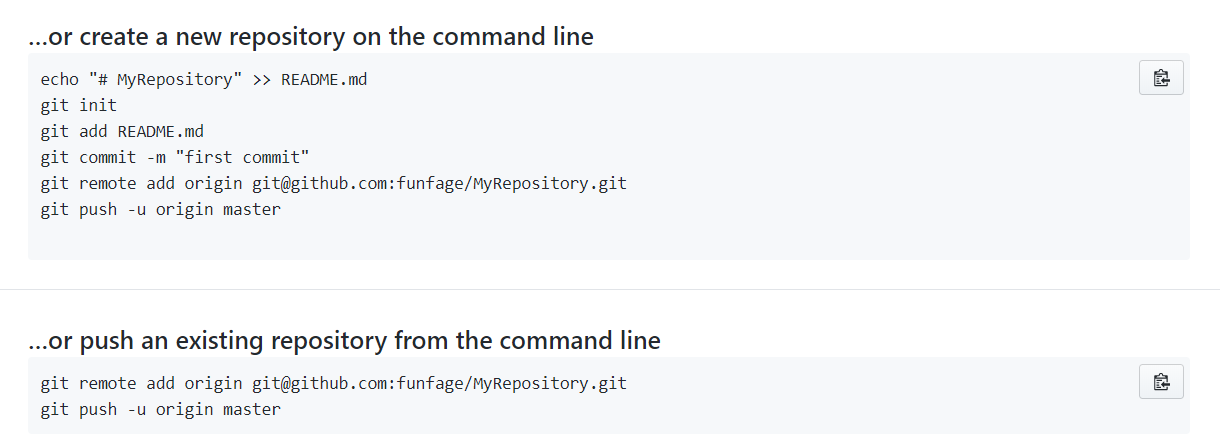 ...or create a new repository on the command line
echo "# MyRepository" >> README.md
git init
git add README.md
git commit -m "first commit"
git remote add origin git@github.com:funfage/MyRepository.git
git push -u origin master
...or push an existing repository from the command line
git remote add origin git@github.com:funfage/MyRepository.git
git push -u origin master